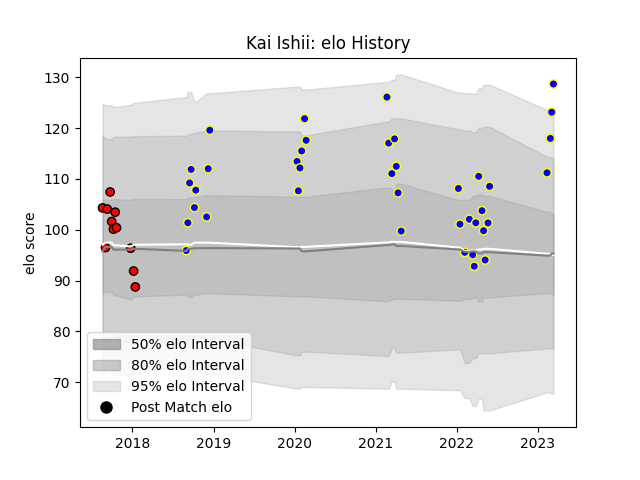 Kai Ishii: elo History
elo score
130
120
110
100
90
80
70
50% elo Interval
80% elo Interval
95% elo Interval
Post Match elo
2018 2019 2020 2021 2022 2023